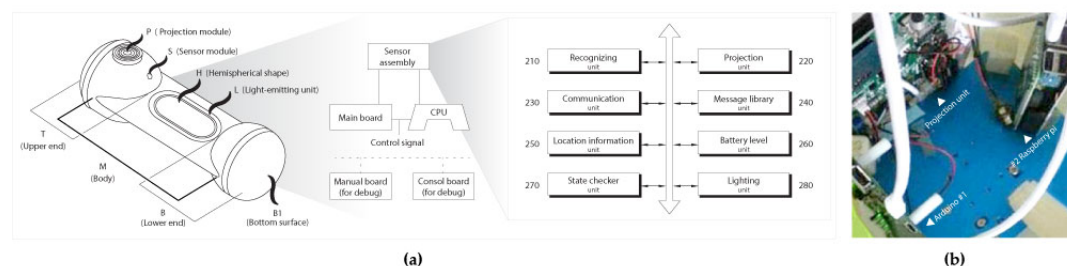 P ( Projection module)
S (Sensor module)
H (Hemispherical shape)
L (Light-emitting unit)
T
(Upper end)
M
(Body)
B
(Lower end)
B1
(Bottom surface)
Sensor
assembly
Main board
CPU
Control signal
Manual board
(for debug)
Consol board
(for debug)
210
Recognizing
unit
Projection
unit
220
230
Communication
unit
Message library
unit
240
250
Location information
unit
Battery level
unit
260
270
State checker
unit
Lighting
unit
280
Projection unit
#2 Raspberry pi
Arduino #1
(a)
(b)